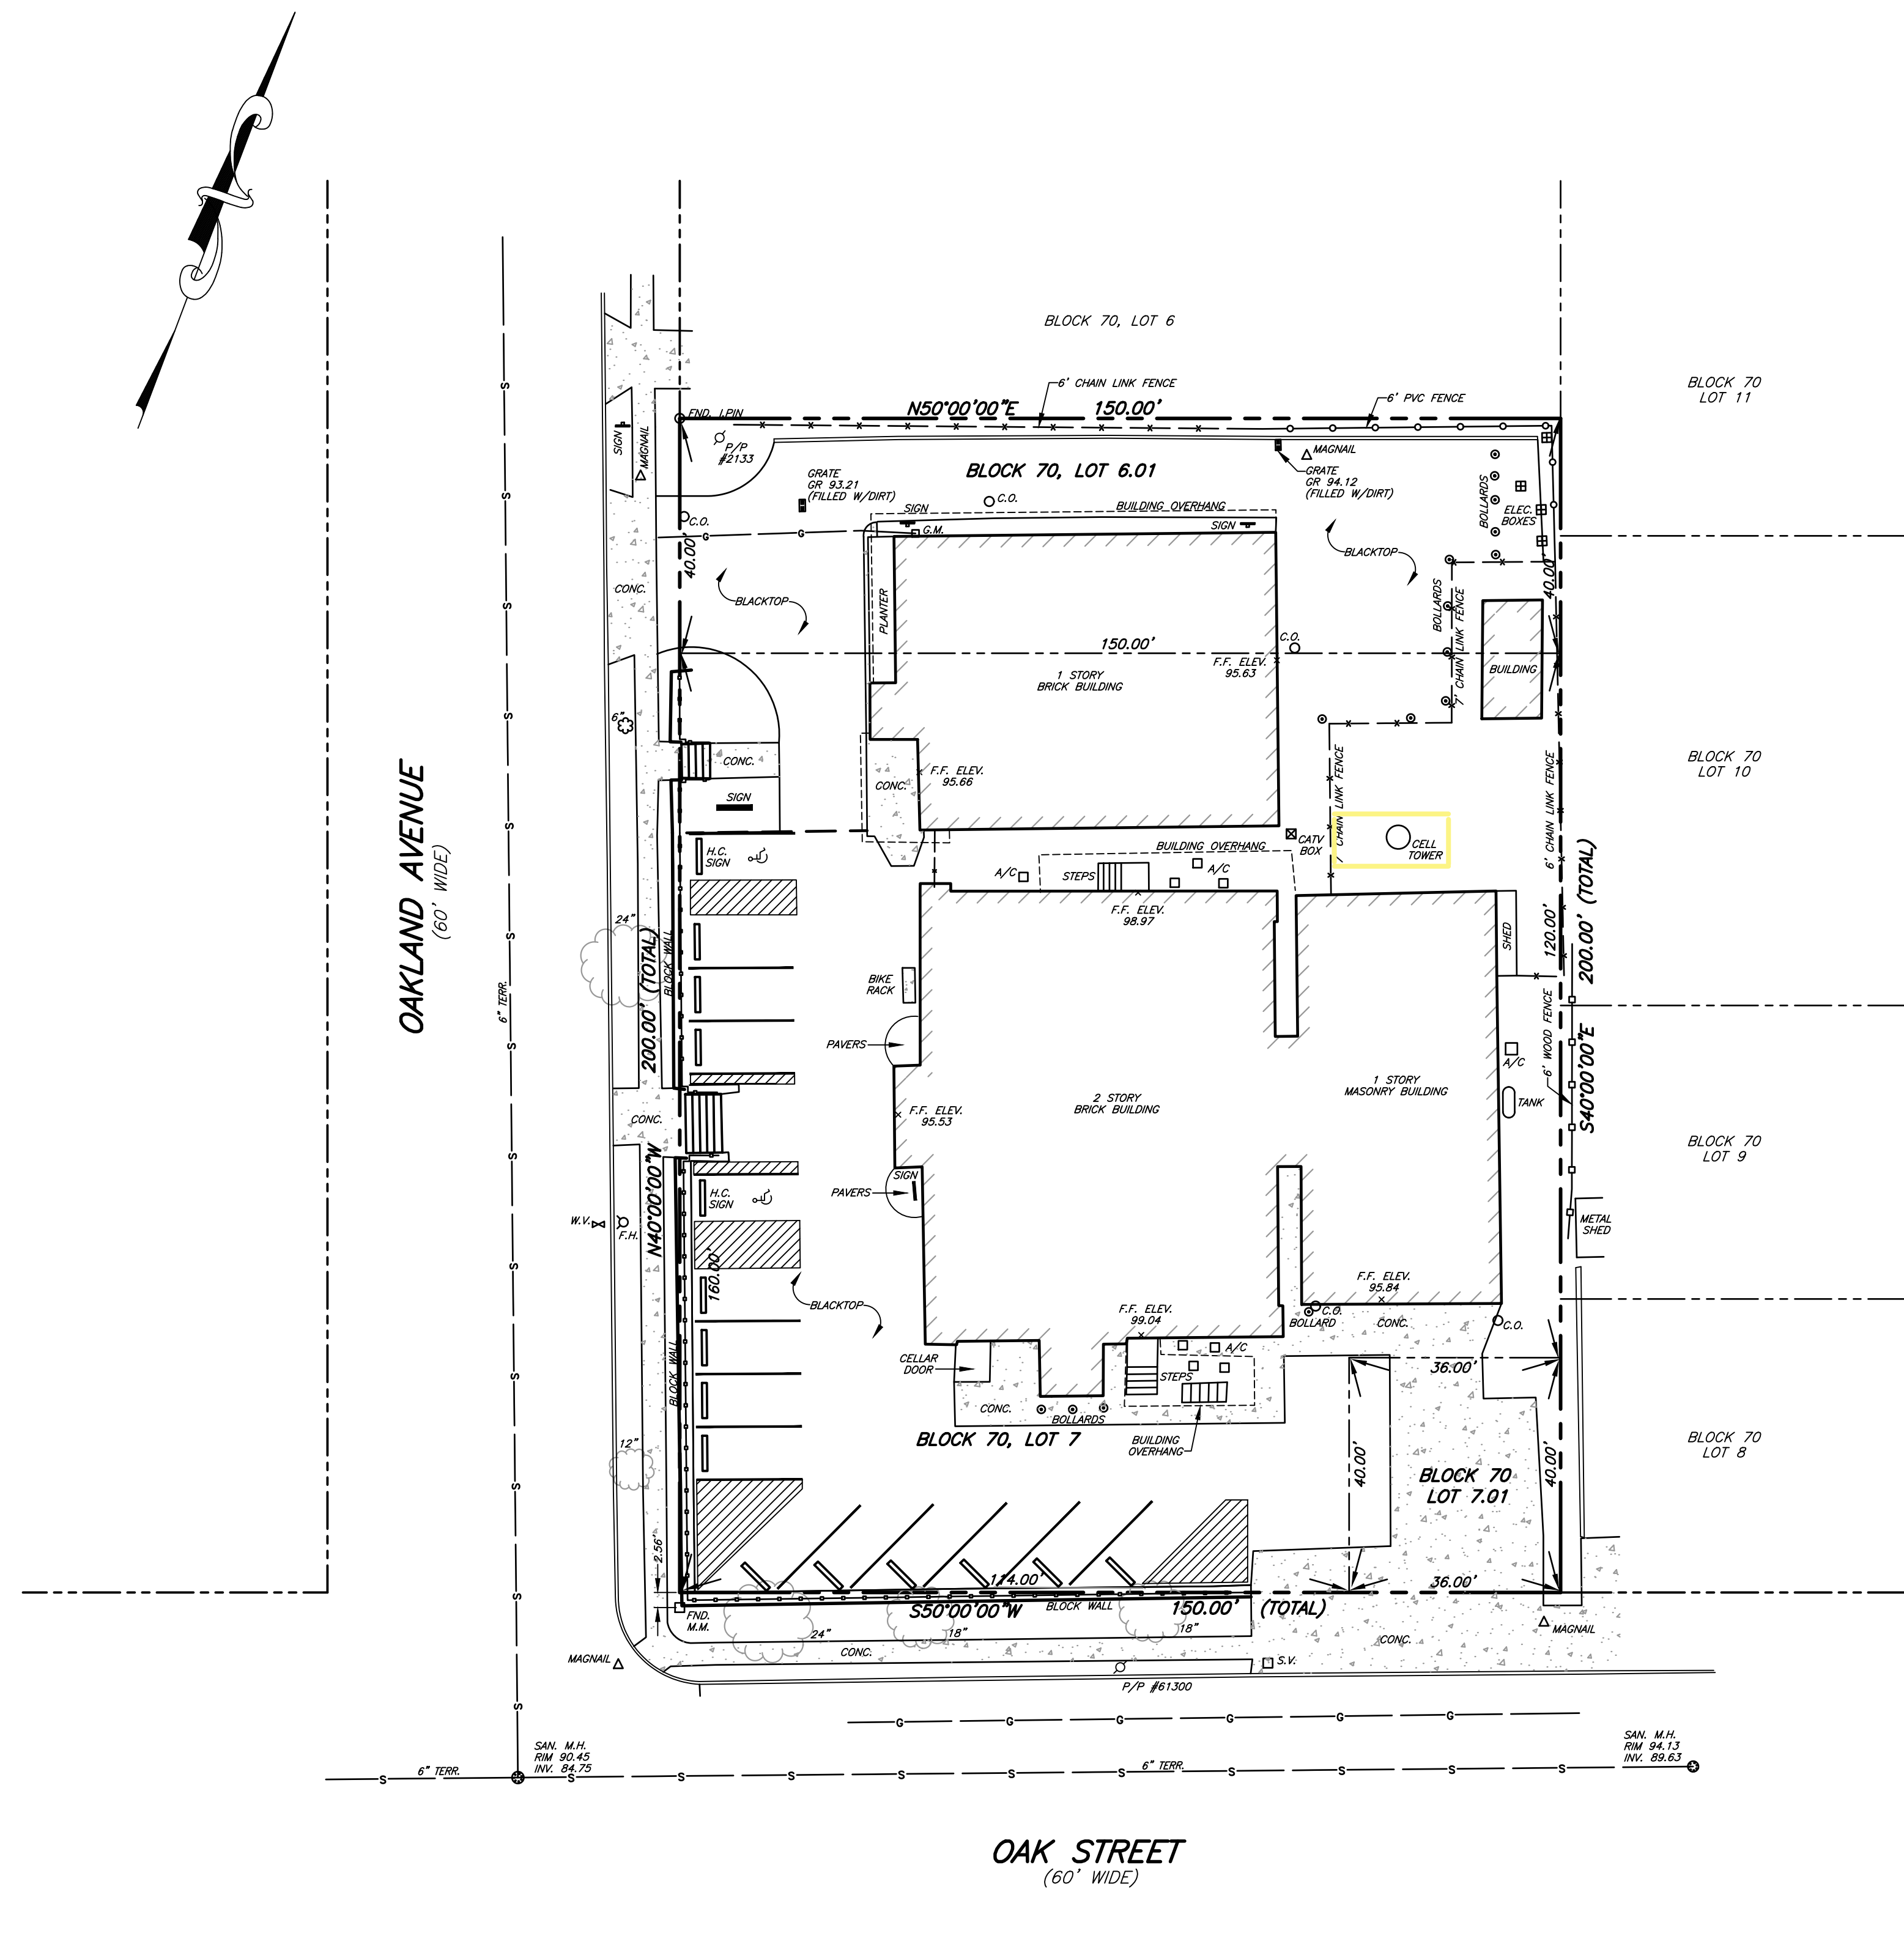 BLOCK 70, LOT 6
BLOCK 70
LOT 11
6' CHAIN LINK FENCE
6' PVC FENCE
N50°00'00"E
150.00'
FND. I.PIN
SIGN
MAGNAIL
P/P
#2133
BLOCK 70, LOT 6.01
MAGNAIL
GRATE
GR 93.21
(FILLED W/DIRT)
GRATE
GR 94.12
(FILLED W/DIRT)
C.O.
BOLLARDS
ELEC.
BOXES
SIGN
BUILDING OVERHANG
C.O.
G
G
G.M.
SIGN
BLACKTOP
40.00'
40.00'
CONC.
BLACKTOP
PLANTER
BOLLARDS
7' CHAIN LINK FENCE
150.00'
C.O.
F.F. ELEV.
95.63
1 STORY
BRICK BUILDING
BUILDING
6"
CONC.
F.F. ELEV.
95.66
CONC.
SIGN
BLOCK 70
LOT 10
7' CHAIN LINK FENCE
6' CHAIN LINK FENCE
OAKLAND AVENUE
(60' WIDE)
H.C.
SIGN
CATV
BOX
CELL
TOWER
BUILDING OVERHANG
A/C
STEPS
A/C
F.F. ELEV.
98.97
24"
200.00' (TOTAL)
BLOCK WALL
SHED
120.00'
200.00' (TOTAL)
BIKE
RACK
6" TERR.
PAVERS
6' WOOD FENCE
S40°00'00"E
A/C
TANK
1 STORY
MASONRY BUILDING
2 STORY
BRICK BUILDING
F.F. ELEV.
95.53
CONC.
BLOCK 70
LOT 9
N40°00'00"W
H.C.
SIGN
SIGN
PAVERS
W.V.
F.H.
METAL
SHED
160.00'
F.F. ELEV.
95.84
BLACKTOP
F.F. ELEV.
99.04
C.O.
BOLLARD
CONC.
C.O.
BLOCK WALL
CELLAR
DOOR
A/C
STEPS
36.00'
CONC.
BOLLARDS
BLOCK 70, LOT 7
BUILDING
OVERHANG
12"
40.00'
BLOCK 70
LOT 7.01
40.00'
BLOCK 70
LOT 8
2.56'
114.00'
36.00'
FND.
M.M.
S50°00'00"W
BLOCK WALL
150.00' (TOTAL)
24"
18"
18"
CONC.
CONC.
MAGNAIL
MAGNAIL
S.V.
P/P #61300
G G G G G G
SAN. M.H.
RIM 90.45
INV. 84.75
SAN. M.H.
RIM 94.13
INV. 89.63
6" TERR.
6" TERR.
S S S S S S S S S S S S
S S S S S S S S S S S S S
OAK STREET
(60' WIDE)